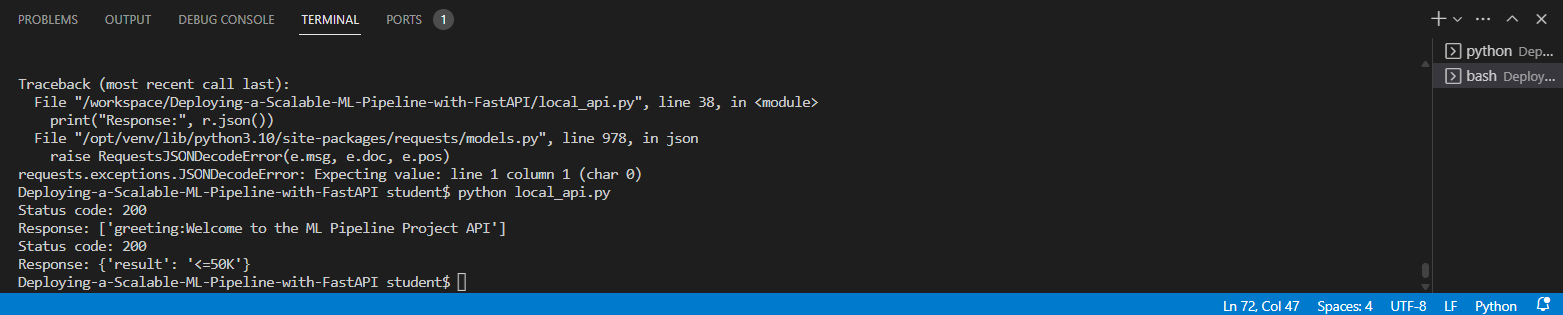 PROBLEMS OUTPUT DEBUG CONSOLE TERMINAL PORTS 1
python Dep...
bash Deploy...
Traceback (most recent call last):
  File "/workspace/Deploying-a-Scalable-ML-Pipeline-with-FastAPI/local_api.py", line 38, in <module>
    print("Response:", r.json())
  File "/opt/venv/lib/python3.10/site-packages/requests/models.py", line 978, in json
    raise RequestsJSONDecodeError(e.msg, e.doc, e.pos)
requests.exceptions.JSONDecodeError: Expecting value: line 1 column 1 (char 0)
Deploying-a-Scalable-ML-Pipeline-with-FastAPI student$ python local_api.py
Status code: 200
Response: ['greeting:Welcome to the ML Pipeline Project API']
Status code: 200
Response: {'result': '<=50K'}
Deploying-a-Scalable-ML-Pipeline-with-FastAPI student$
Ln 72, Col 47 Spaces: 4 UTF-8 LF Python